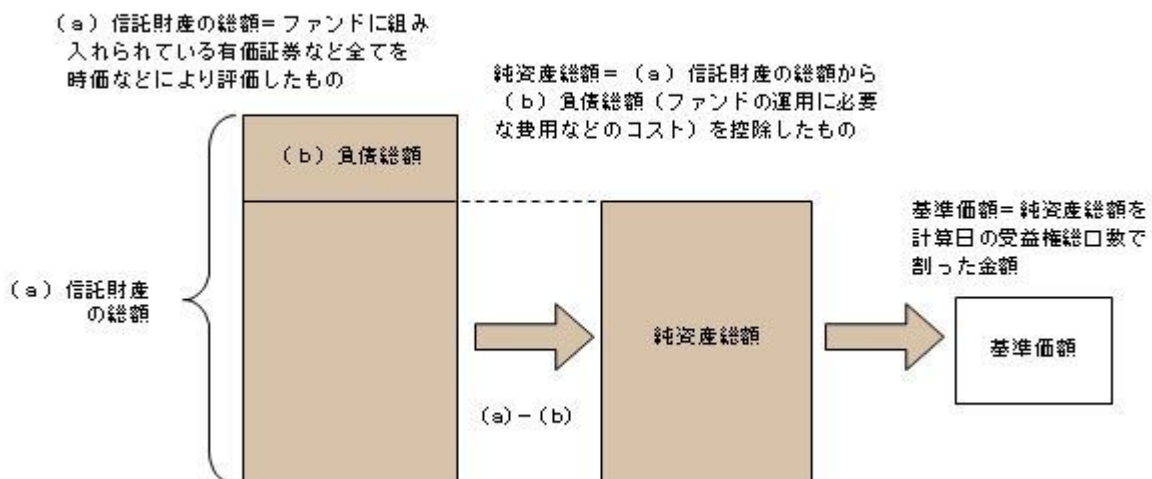 （a）信託財産の総額＝ファンドに組み
入れられている有価証券など全てを
時価などにより評価したもの
純資産総額＝（a）信託財産の総額から
（b）負債総額（ファンドの運用に必要
な費用などのコスト）を控除したもの
（b）負債総額
基準価額＝純資産総額を
計算日の受益権総口数で
割った金額
（a）信託財産
の総額
純資産総額
基準価額
（a）－（b）